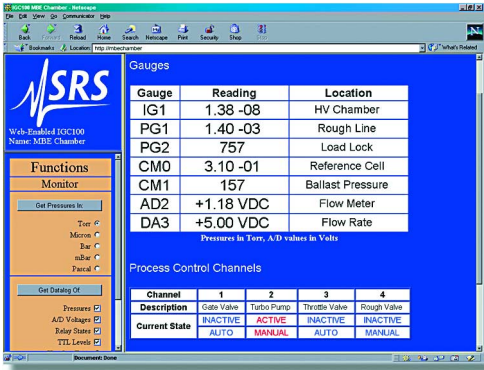 IGC100 MBE Chamber - Netscape
File Edit View Go Communicator Help
Back Forward Reload Home Search Netscape Print Security Shop Stop
Bookmarks Location: http://mbechamber What's Related
SRS
Web-Enabled IGC100
Name: MBE Chamber
Functions
Monitor
Get Pressures In:
Torr
Micron
Bar
mBar
Pascal
Get Datalog Of
Pressures
A/D Voltages
Relay States
TTL Levels
Gauges
Gauge Reading Location
IG1 1.38 -08 HV Chamber
PG1 1.40 -03 Rough Line
PG2 757 Load Lock
CM0 3.10 -01 Reference Cell
CM1 157 Ballast Pressure
AD2 +1.18 VDC Flow Meter
DA3 +5.00 VDC Flow Rate
Pressures in Torr, A/D values in Volts
Process Control Channels
Channel 1 2 3 4
Description Gate Valve Turbo Pump Throttle Valve Rough Valve
Current State INACTIVE ACTIVE INACTIVE INACTIVE
AUTO MANUAL AUTO MANUAL
Document: Done